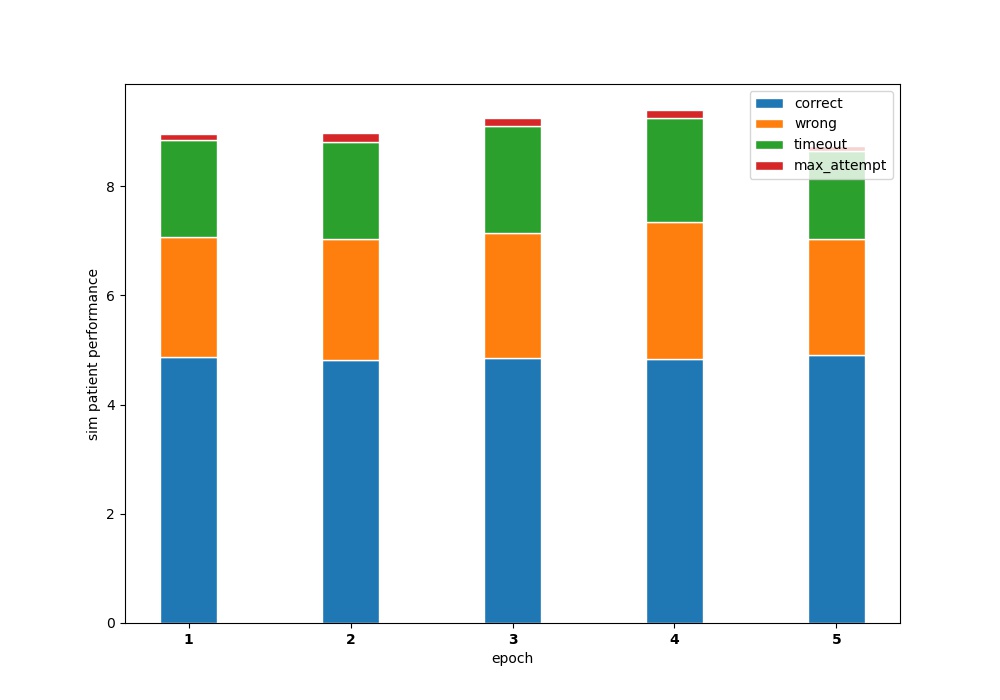 correct
wrong
timeout
max_attempt
8
6
4
2
0
sim patient performance
1 2 3 4 5
epoch